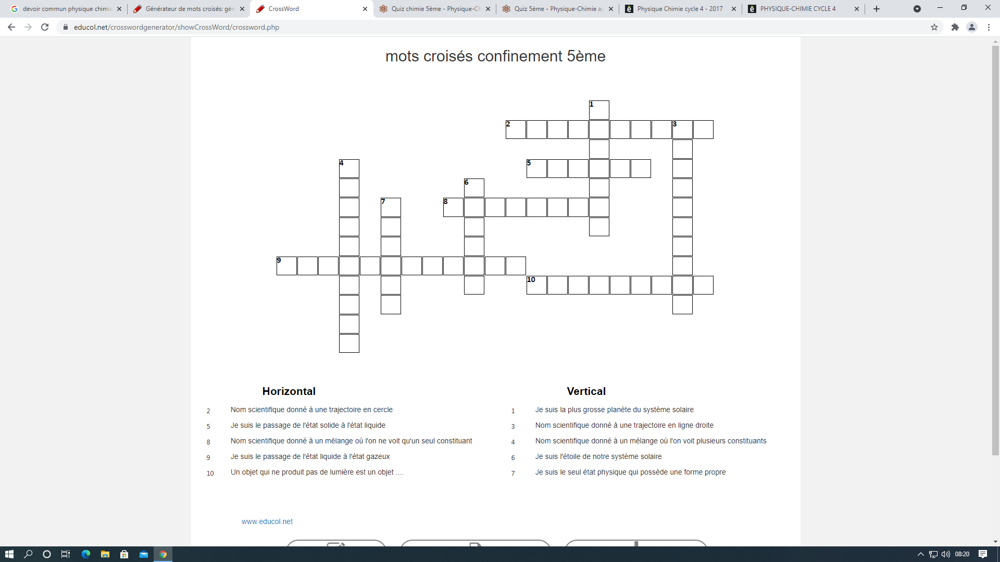 devoir commun physique chimie
Générateur de mots croisés: gén
CrossWord
Quiz chimie 5ème - Physique-Ch
Quiz 5ème - Physique-Chimie au
Physique Chimie cycle 4 - 2017
PHYSIQUE-CHIMIE CYCLE 4
educol.net/crosswordgenerator/showCrossWord/crossword.php
mots croisés confinement 5ème
1
2 3
4 5
6
7 8
9
10
Horizontal
2 Nom scientifique donné à une trajectoire en cercle
5 Je suis le passage de l'état solide à l'état liquide
8 Nom scientifique donné à un mélange où l'on ne voit qu'un seul constituant
9 Je suis le passage de l'état liquide à l'état gazeux
10 Un objet qui ne produit pas de lumière est un objet ....
Vertical
1 Je suis la plus grosse planète du système solaire
3 Nom scientifique donné à une trajectoire en ligne droite
4 Nom scientifique donné à un mélange où l'on voit plusieurs constituants
6 Je suis l'étoile de notre système solaire
7 Je suis le seul état physique qui possède une forme propre
www.educol.net
08:20